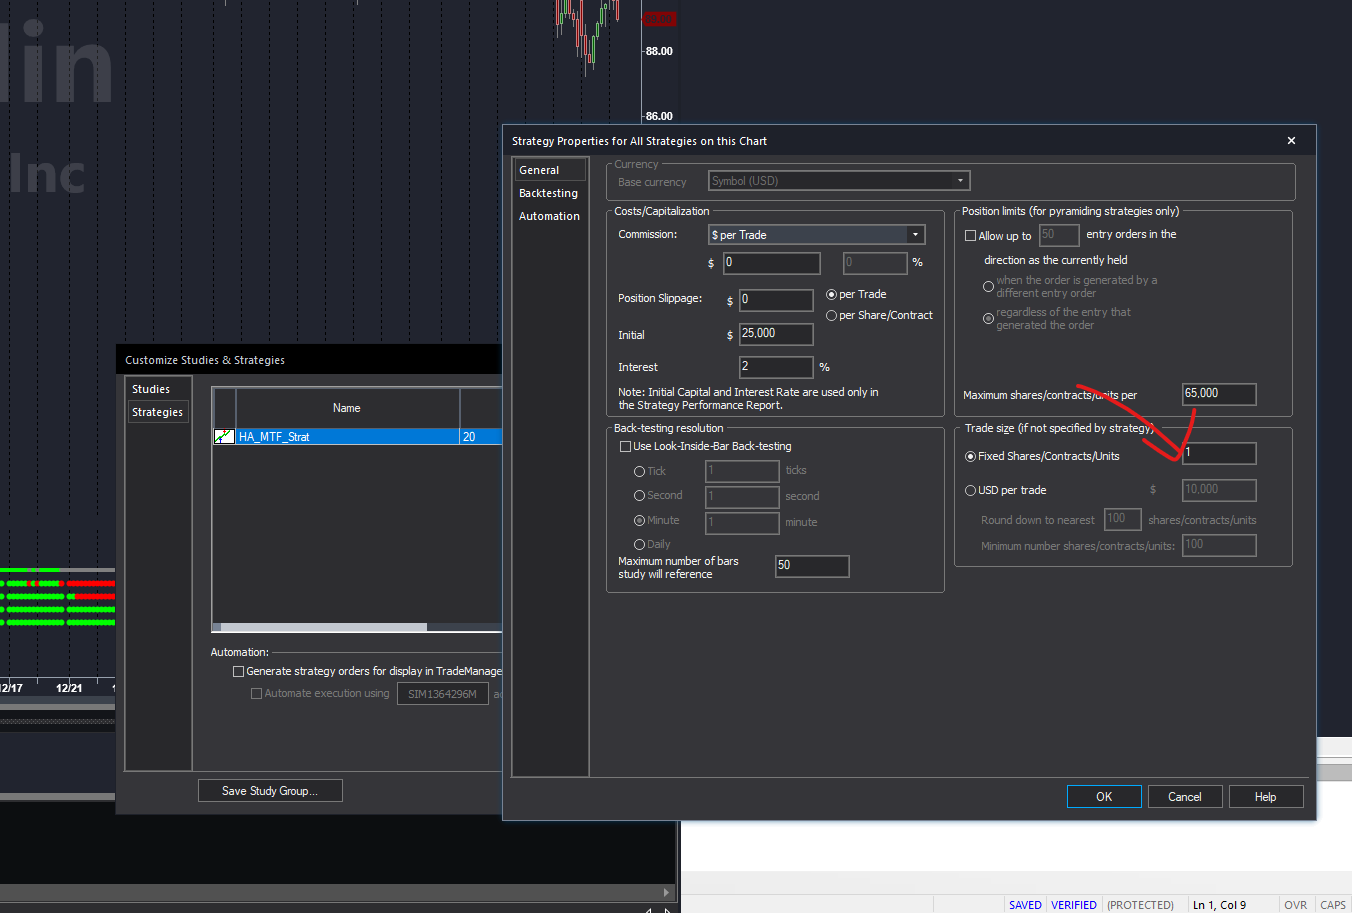 lin
Inc
88.00
86.00
Strategy Properties for All Strategies on this Chart
General
Backtesting
Automation
Currency
Base currency
Symbol (USD)
Costs/Capitalization
Commission:
$ per Trade
$
0
0
%
Position Slippage:
$
0
per Trade
per Share/Contract
Initial
$
25,000
Interest
2
%
Note: Initial Capital and Interest Rate are used only in
the Strategy Performance Report.
Back-testing resolution
Use Look-Inside-Bar Back-testing
Tick
1
ticks
Second
1
second
Minute
1
minute
Daily
Maximum number of bars
study will reference
50
Position limits (for pyramiding strategies only)
Allow up to
50
entry orders in the
direction as the currently held
when the order is generated by a
different entry order
regardless of the entry that
generated the order
Maximum shares/contracts/units per
65,000
Trade size (if not specified by strategy)
Fixed Shares/Contracts/Units
1
USD per trade
$
10,000
Round down to nearest
100
shares/contracts/units
Minimum number shares/contracts/units:
100
OK
Cancel
Help
Customize Studies & Strategies
Studies
Strategies
Name
HA_MTF_Strat
20
Automation:
Generate strategy orders for display in TradeManage
Automate execution using
SIM1364296M
Save Study Group...
12/17
12/21
SAVED
VERIFIED
(PROTECTED)
Ln 1, Col 9
OVR
CAPS